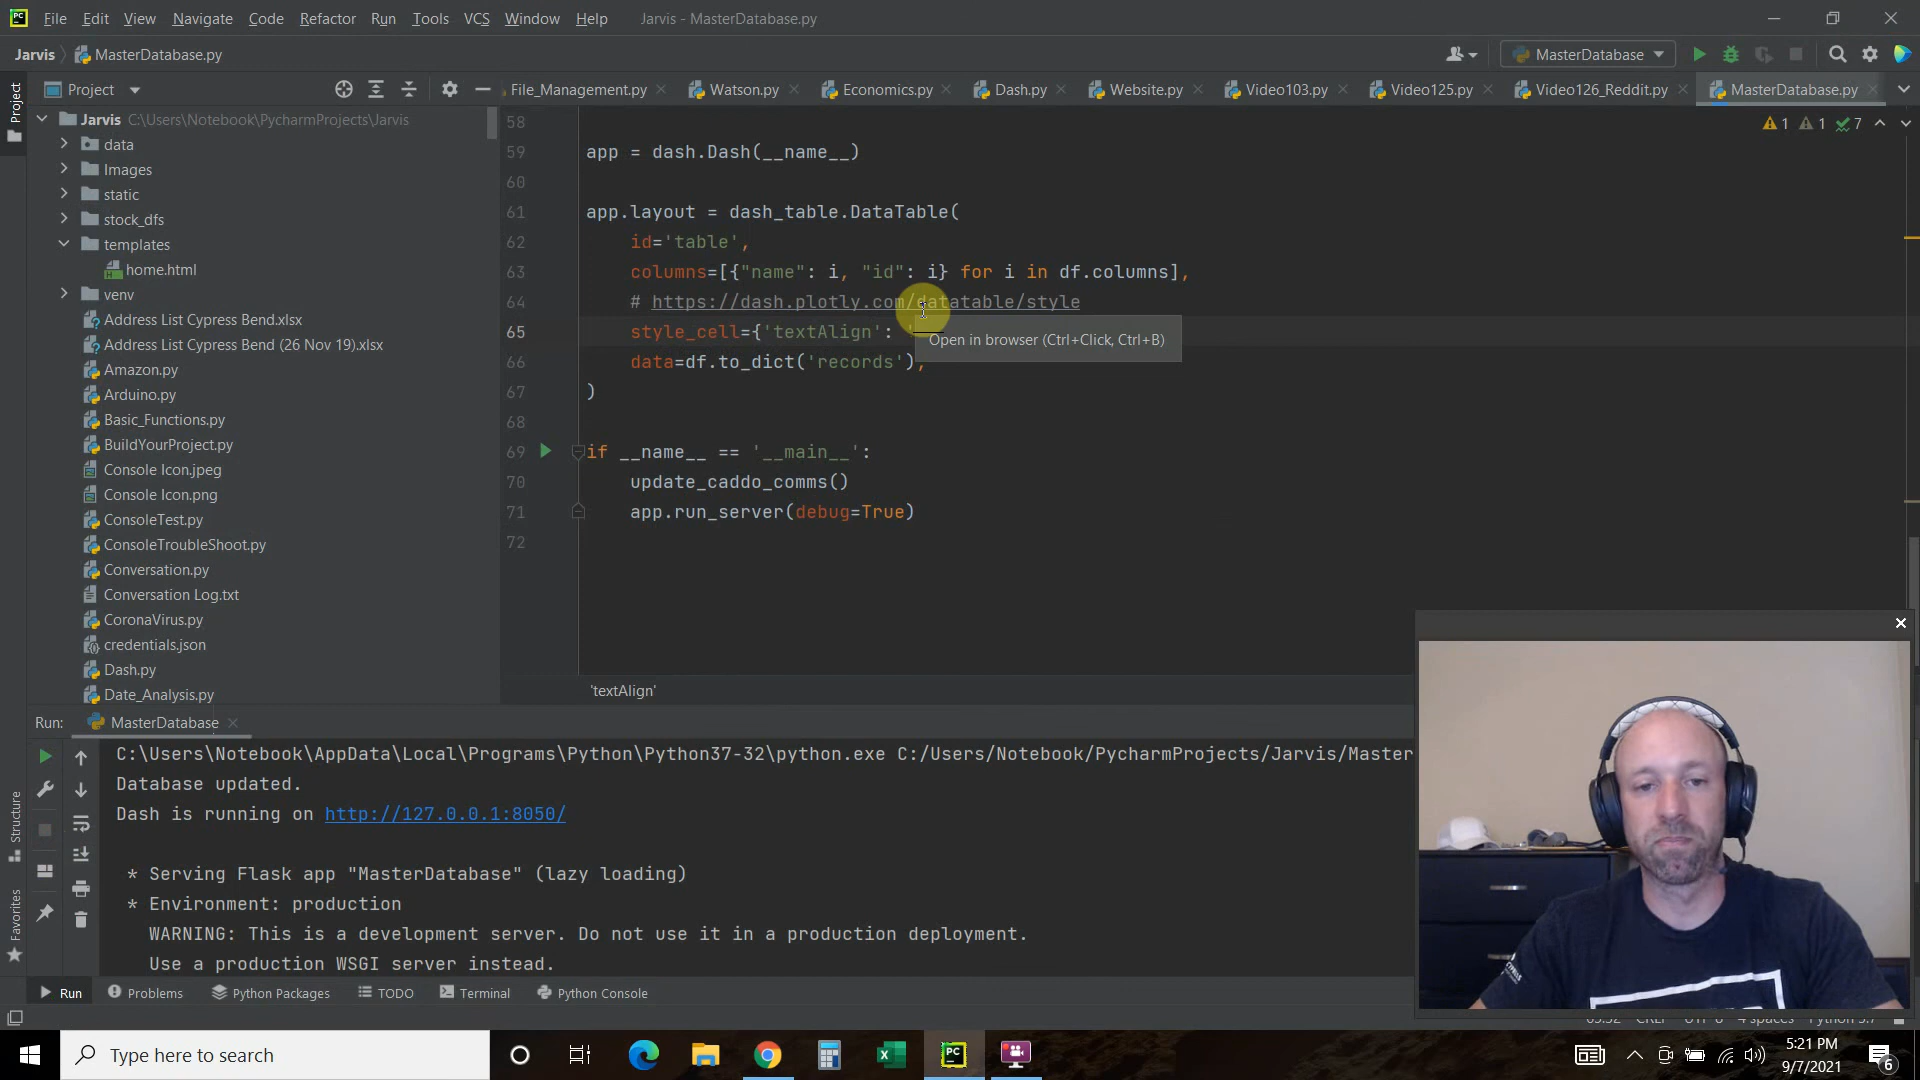 File Edit View Navigate Code Refactor Run Tools VCS Window Help Jarvis - MasterDatabase.py
Jarvis MasterDatabase.py MasterDatabase
Project File_Management.py Watson.py Economics.py Dash.py Website.py Video103.py Video125.py Video126_Reddit.py MasterDatabase.py
Project
Jarvis C:\Users\Notebook\PycharmProjects\Jarvis
data
Images
static
stock_dfs
templates
home.html
venv
Address List Cypress Bend.xlsx
Address List Cypress Bend (26 Nov 19).xlsx
Amazon.py
Arduino.py
Basic_Functions.py
BuildYourProject.py
Console Icon.jpeg
Console Icon.png
ConsoleTest.py
ConsoleTroubleShoot.py
Conversation.py
Conversation Log.txt
CoronaVirus.py
credentials.json
Dash.py
Date_Analysis.py
1 1 7
58
59 app = dash.Dash(__name__)
60
61 app.layout = dash_table.DataTable(
62 id='table',
63 columns=[{"name": i, "id": i} for i in df.columns],
64 # https://dash.plotly.com/datatable/style
65 style_cell={'textAlign': '
Open in browser (Ctrl+Click, Ctrl+B)
66 data=df.to_dict('records'),
67 )
68
69 if __name__ == '__main__':
70 update_caddo_comms()
71 app.run_server(debug=True)
72
'textAlign'
Run: MasterDatabase
C:\Users\Notebook\AppData\Local\Programs\Python\Python37-32\python.exe C:/Users/Notebook/PycharmProjects/Jarvis/Master
Database updated.
Dash is running on http://127.0.0.1:8050/
* Serving Flask app "MasterDatabase" (lazy loading)
* Environment: production
WARNING: This is a development server. Do not use it in a production deployment.
Use a production WSGI server instead.
Structure
Favorites
Run Problems Python Packages TODO Terminal Python Console
Type here to search
PC
5:21 PM
9/7/2021
6